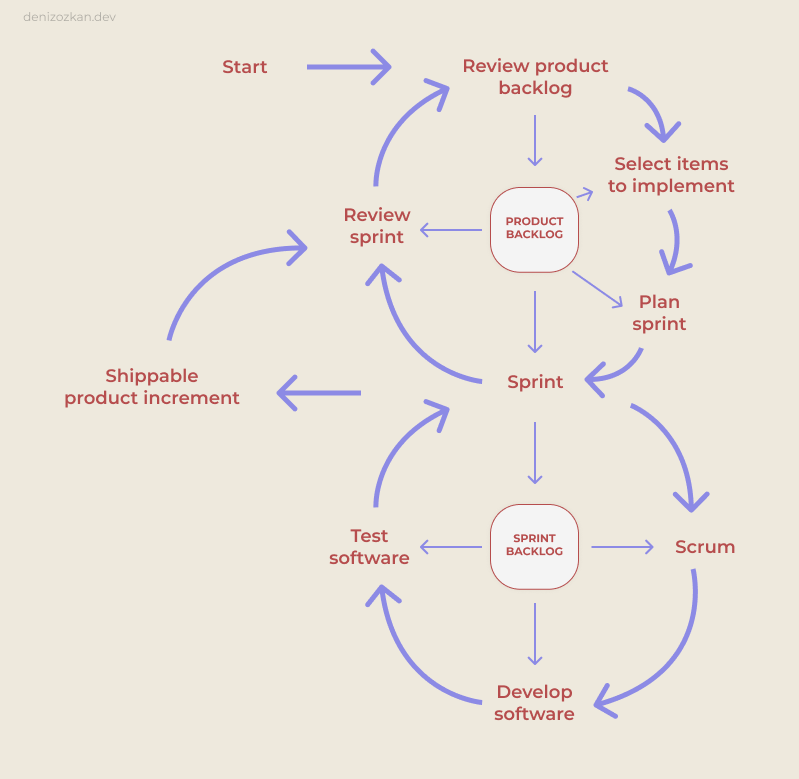 denizozkan.dev
Start
Review product
backlog
Select items
to implement
PRODUCT
BACKLOG
Review
sprint
Plan
sprint
Shippable
product increment
Sprint
Test
software
SPRINT
BACKLOG
Scrum
Develop
software